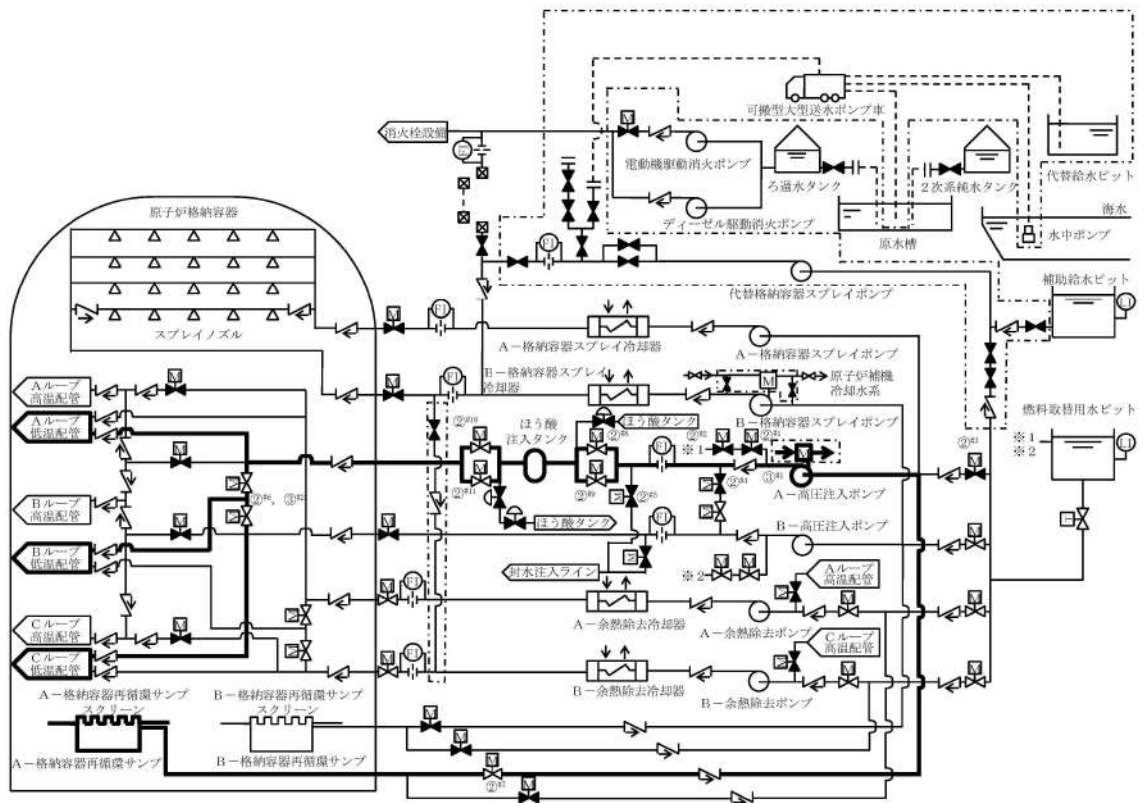 消火栓設備
M
FI
電動機駆動消火ポンプ
ディーゼル駆動消火ポンプ
可搬型大型送水ポンプ車
ろ過水タンク
2次系純水タンク
原水槽
代替給水ピット
海水
水中ポンプ
代替格納容器スプレイポンプ
補助給水ピット
LI
原子炉格納容器
スプレイノズル
M
FI
A-格納容器スプレイ冷却器
A-格納容器スプレイポンプ
B-格納容器スプレイ
冷却器
M
FI
M
原子炉補機
冷却水系
B-格納容器スプレイポンプ
燃料取替用水ピット
※1
※2
LI
Aループ
高温配管
Aループ
低温配管
Bループ
高温配管
Bループ
低温配管
Cループ
高温配管
Cループ
低温配管
ほう酸
注入タンク
ほう酸タンク
※1
A-高圧注入ポンプ
ほう酸タンク
B-高圧注入ポンプ
封水注入ライン
※2
Aループ
高温配管
A-余熱除去冷却器
A-余熱除去ポンプ
Cループ
高温配管
B-余熱除去冷却器
B-余熱除去ポンプ
A-格納容器再循環サンプ
スクリーン
B-格納容器再循環サンプ
スクリーン
A-格納容器再循環サンプ
B-格納容器再循環サンプ